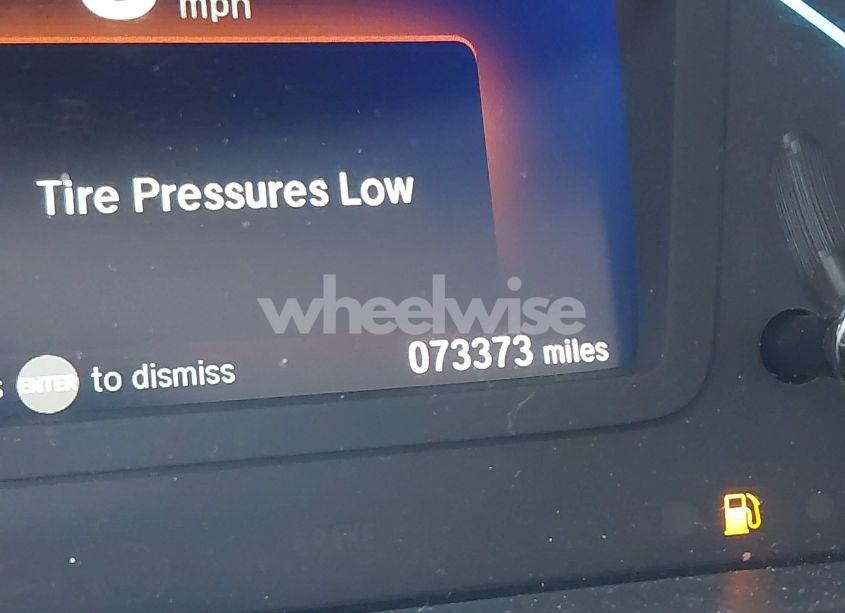 mph
Tire Pressures Low
wheelwise
073373 miles
ENTER to dismiss